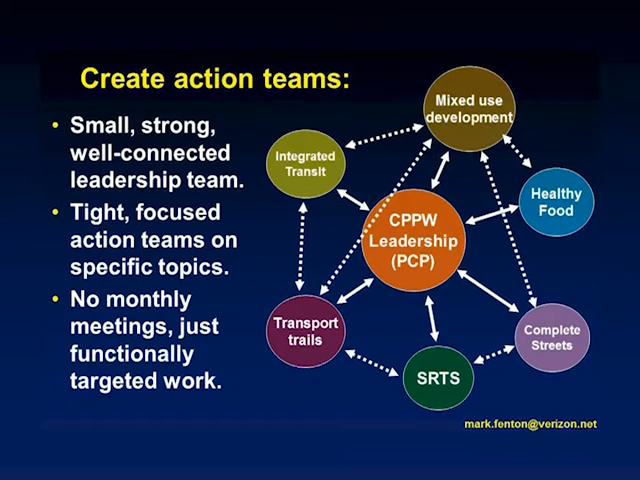 Create action teams:
• Small, strong,
well-connected
leadership team.
• Tight, focused
action teams on
specific topics.
• No monthly
meetings, just
functionally
targeted work.
Mixed use
development
Integrated
Transit
Healthy
Food
CPPW
Leadership
(PCP)
Transport
trails
Complete
Streets
SRTS
mark.fenton@verizon.net